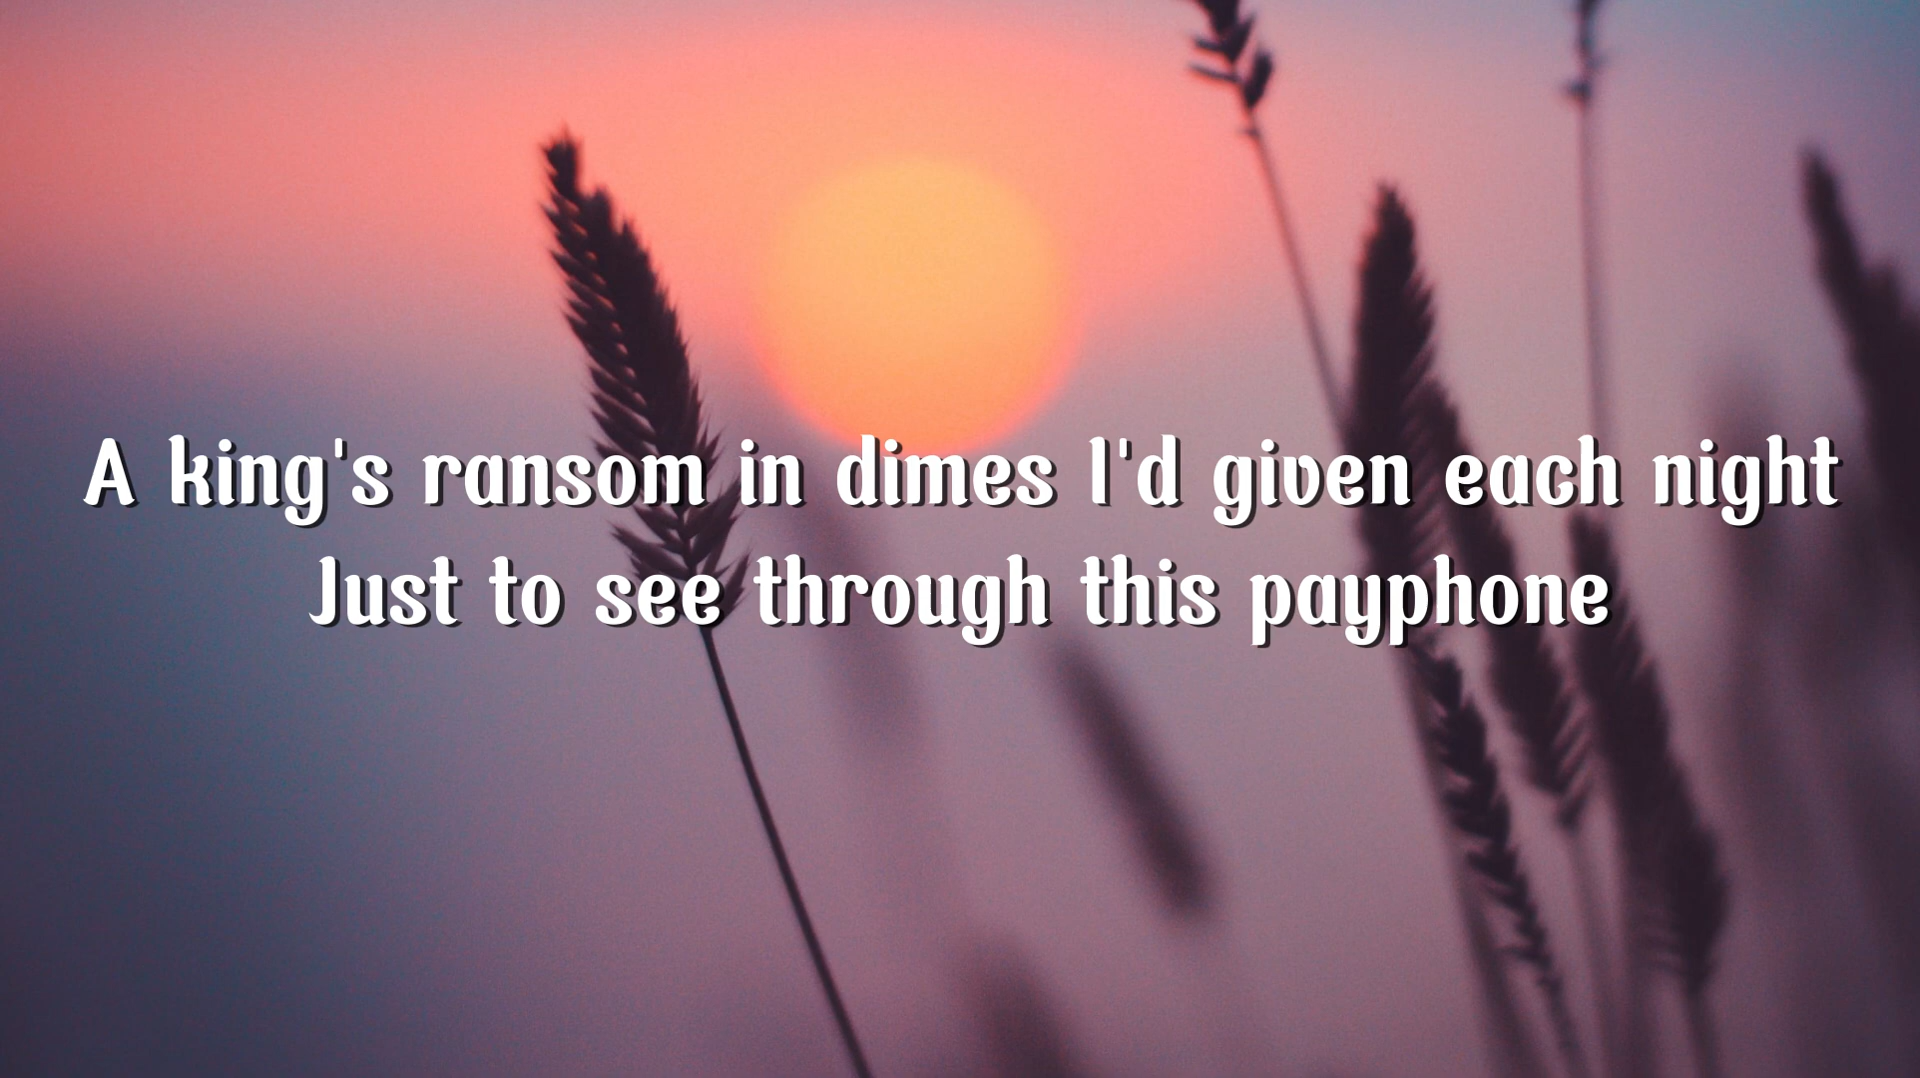 A king's ransom in dimes I'd given each night
Just to see through this payphone